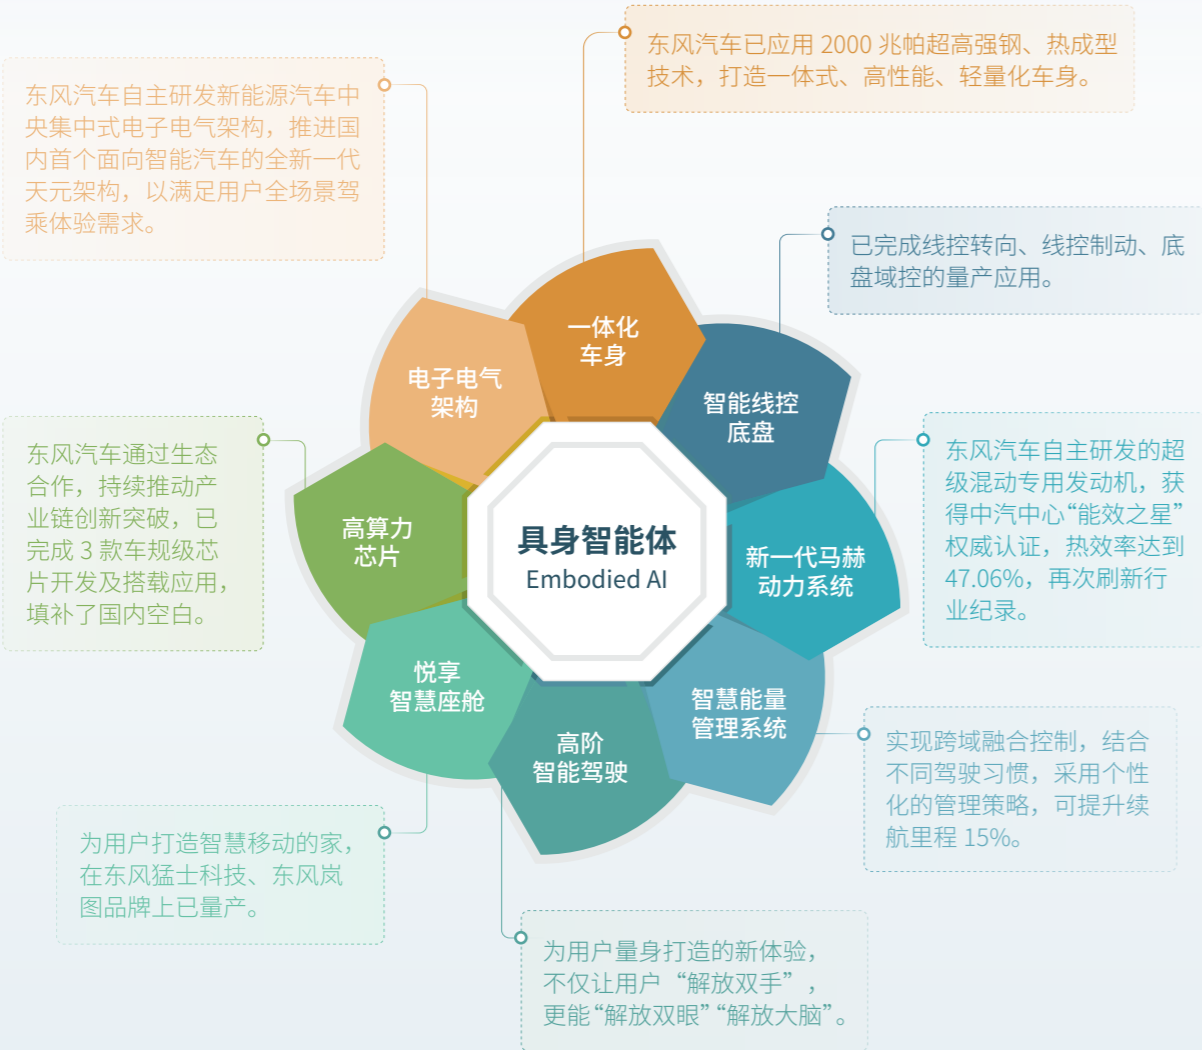 东风汽车已应用 2000 兆帕超高强钢、热成型
技术，打造一体式、高性能、轻量化车身。
东风汽车自主研发新能源汽车中
央集中式电子电气架构，推进国
内首个面向智能汽车的全新一代
天元架构，以满足用户全场景驾
乘体验需求。
已完成线控转向、线控制动、底
盘域控的量产应用。
一体化
车身
电子电气
架构
智能线控
底盘
东风汽车通过生态
合作，持续推动产
业链创新突破，已
完成 3 款车规级芯
片开发及搭载应用，
填补了国内空白。
高算力
芯片
具身智能体
Embodied AI
新一代马赫
动力系统
东风汽车自主研发的超
级混动专用发动机，获
得中汽中心“能效之星”
权威认证，热效率达到
47.06%，再次刷新行
业纪录。
悦享
智慧座舱
智慧能量
管理系统
高阶
智能驾驶
实现跨域融合控制，结合
不同驾驶习惯，采用个性
化的管理策略，可提升续
航里程 15%。
为用户打造智慧移动的家，
在东风猛士科技、东风岚
图品牌上已量产。
为用户量身打造的新体验，
不仅让用户“解放双手”，
更能“解放双眼”“解放大脑”。